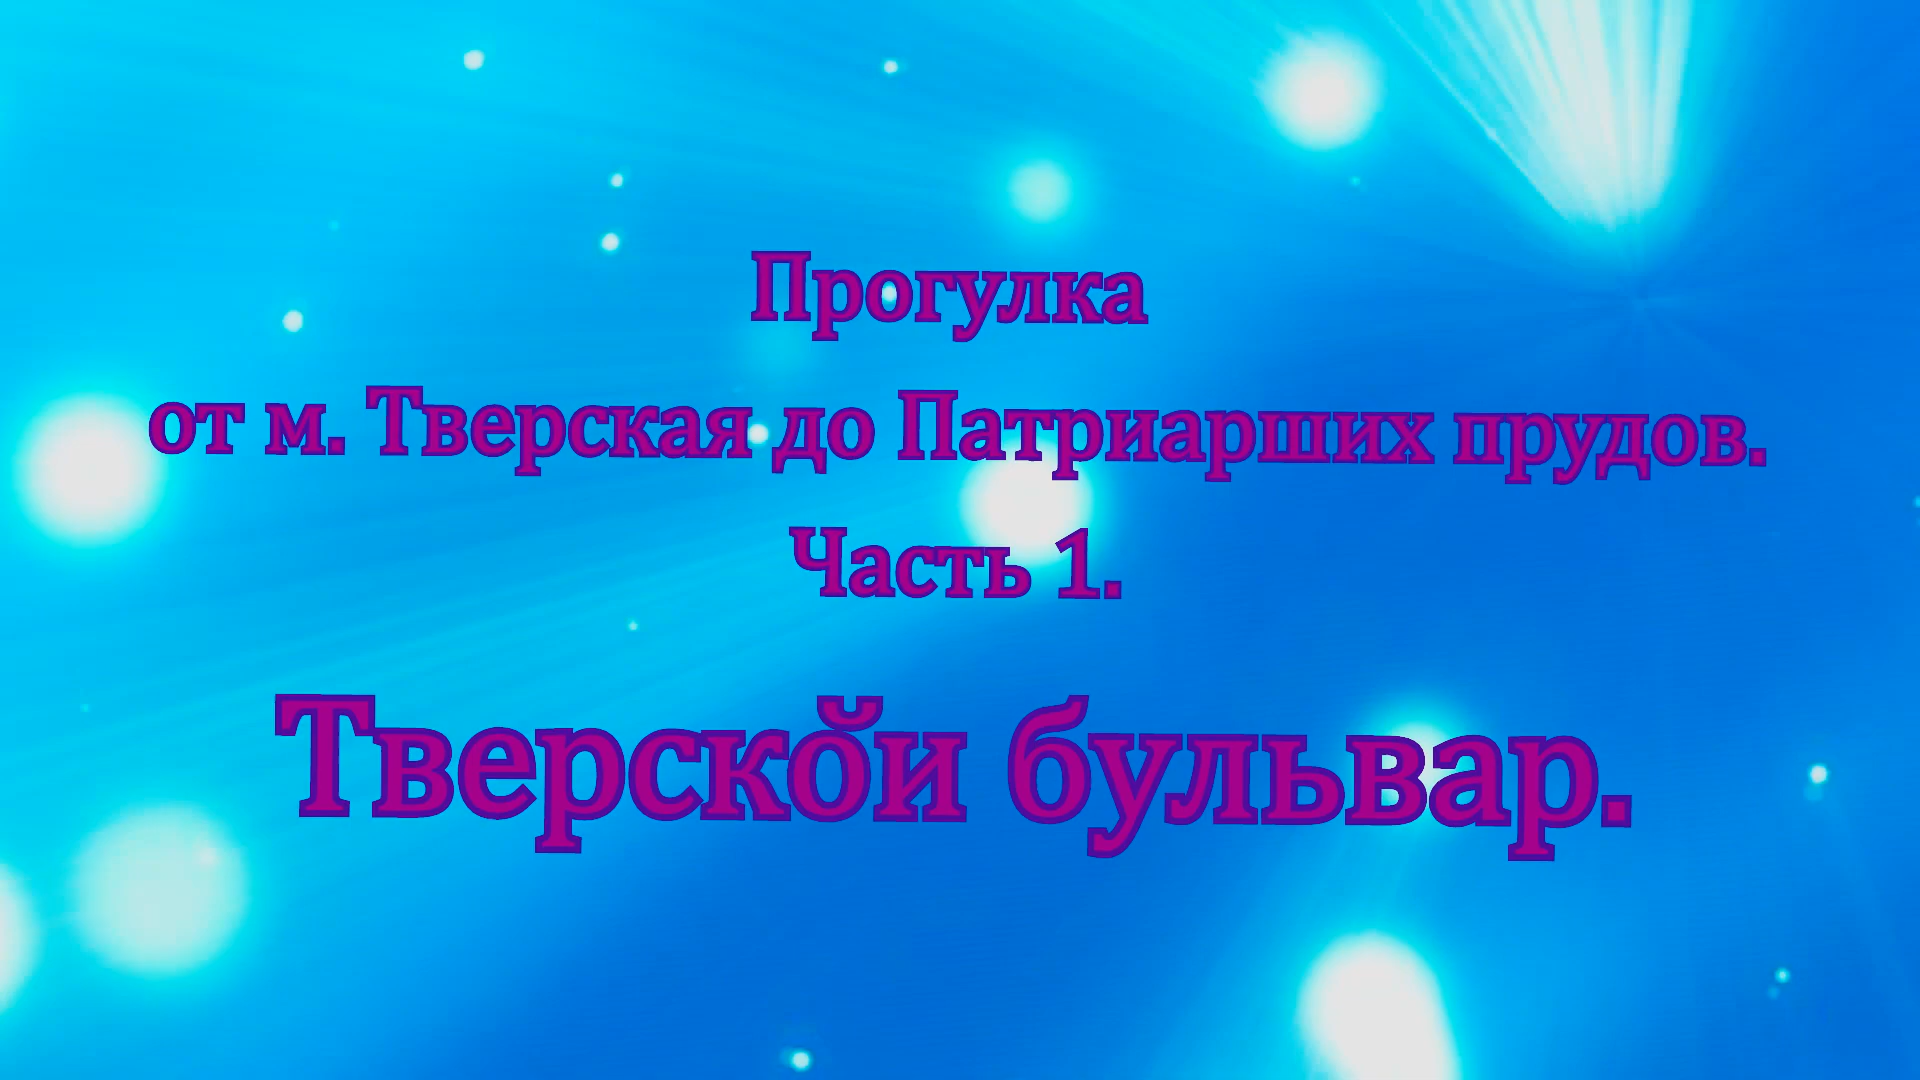 Прогулка
от м. Тверская до Патриарших прудов.
Часть 1.
Тверской бульвар.